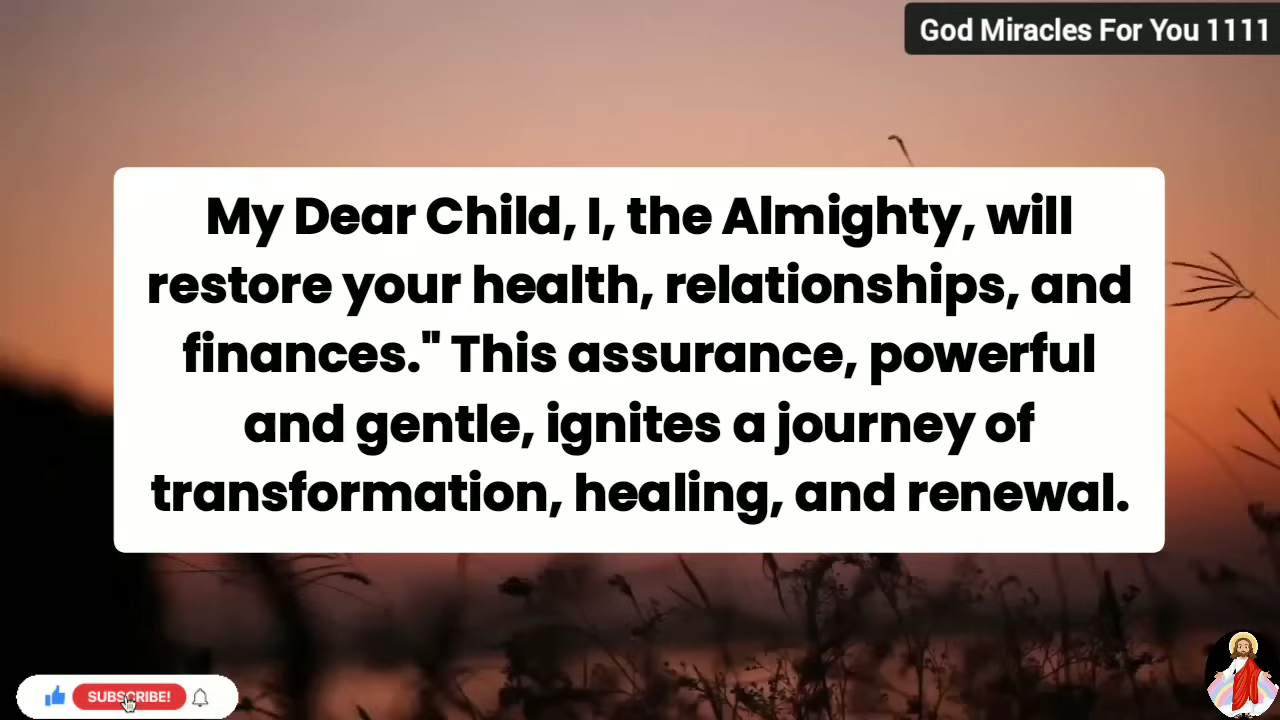 God Miracles For You 1111
My Dear Child, I, the Almighty, will
restore your health, relationships, and
finances." This assurance, powerful
and gentle, ignites a journey of
transformation, healing, and renewal.
SUBSCRIBE!